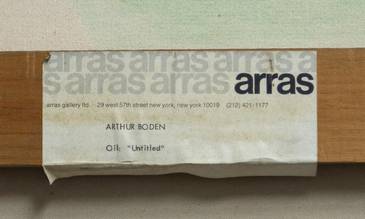 arras arras arras a
s arras arras arras arras
arras gallery ltd. 29 west 57th street new york, new york 10019 (212) 421-1177
ARTHUR BODEN
Oil: "Untitled"